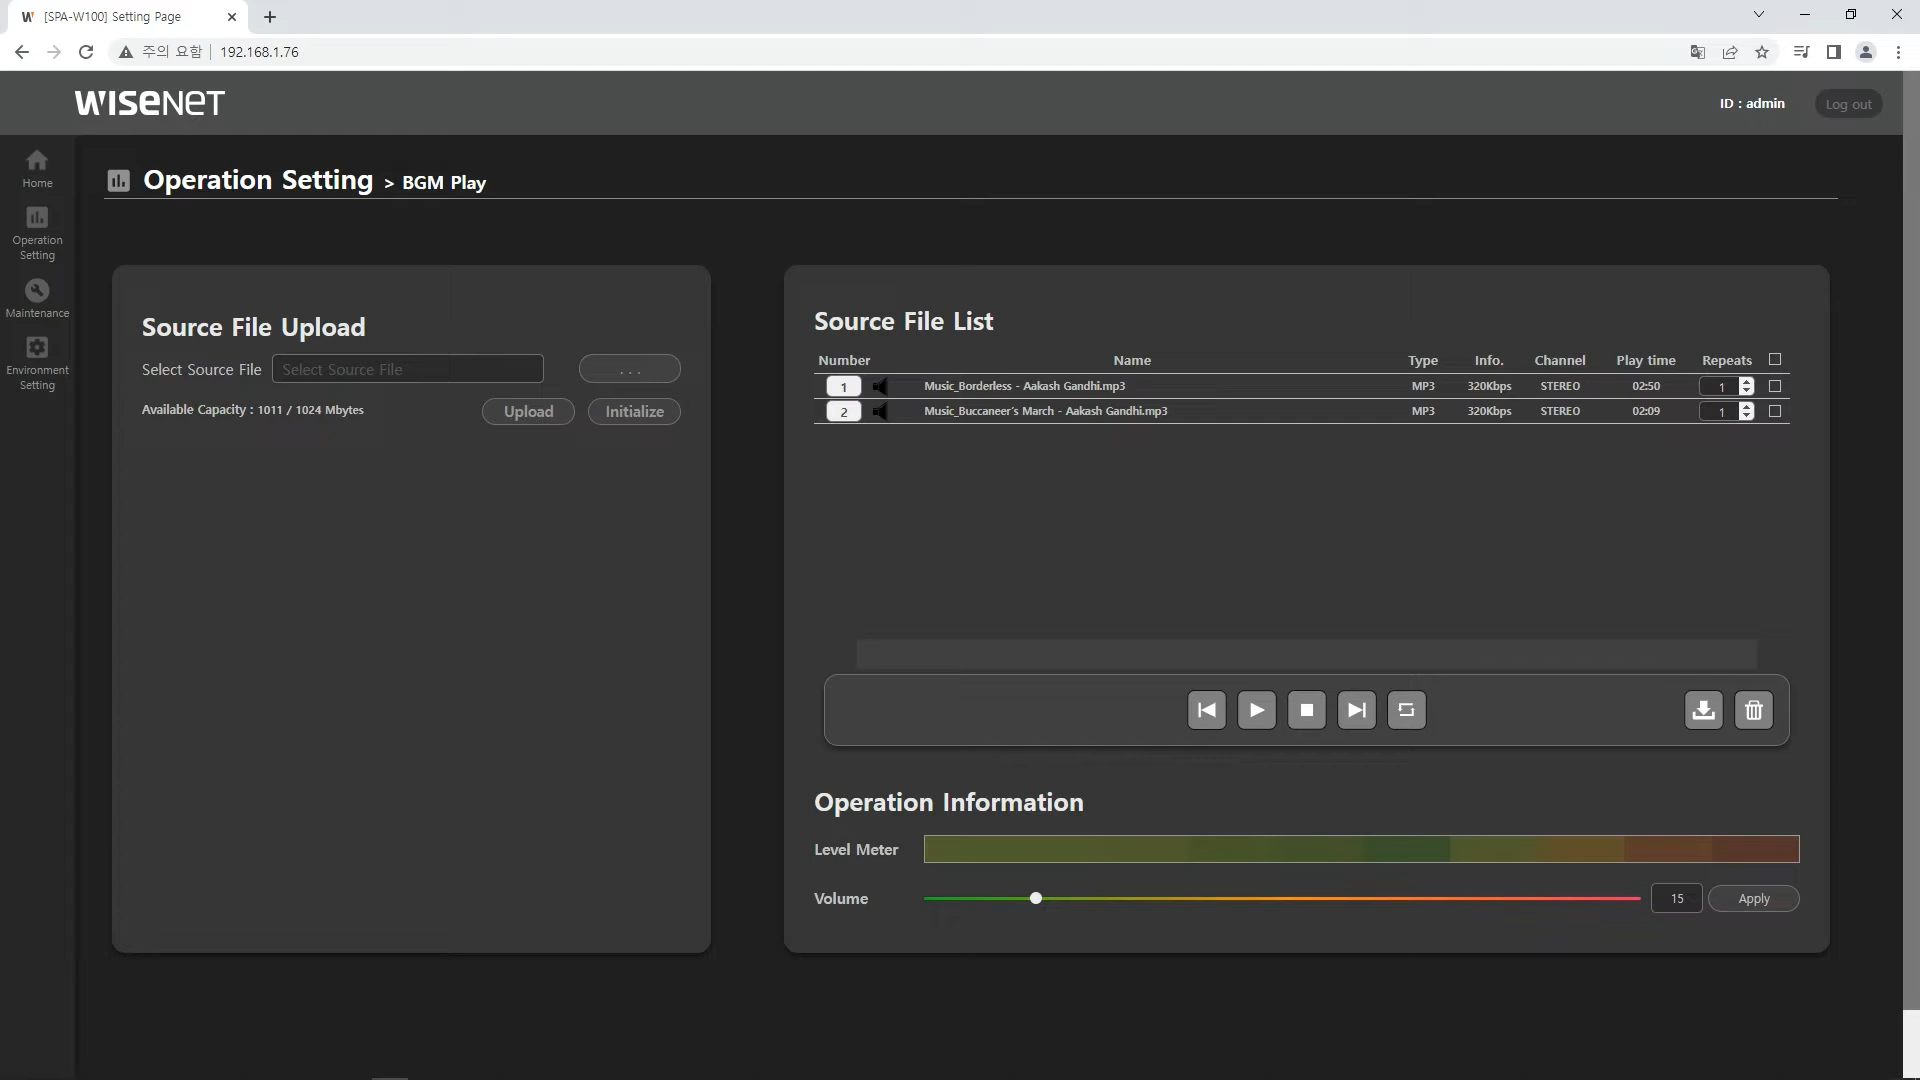 [SPA-W100] Setting Page
주의 요함 192.168.1.76
WISENET
ID : admin
Log out
Home
Operation
Setting
Maintenance
Environment
Setting
Operation Setting > BGM Play
Source File Upload
Select Source File Select Source File ...
Available Capacity : 1011 / 1024 Mbytes Upload Initialize
Source File List
Number Name Type Info. Channel Play time Repeats
1 Music_Borderless - Aakash Gandhi.mp3 MP3 320Kbps STEREO 02:50 1
2 Music_Buccaneer's March - Aakash Gandhi.mp3 MP3 320Kbps STEREO 02:09 1
Operation Information
Level Meter
Volume 15 Apply